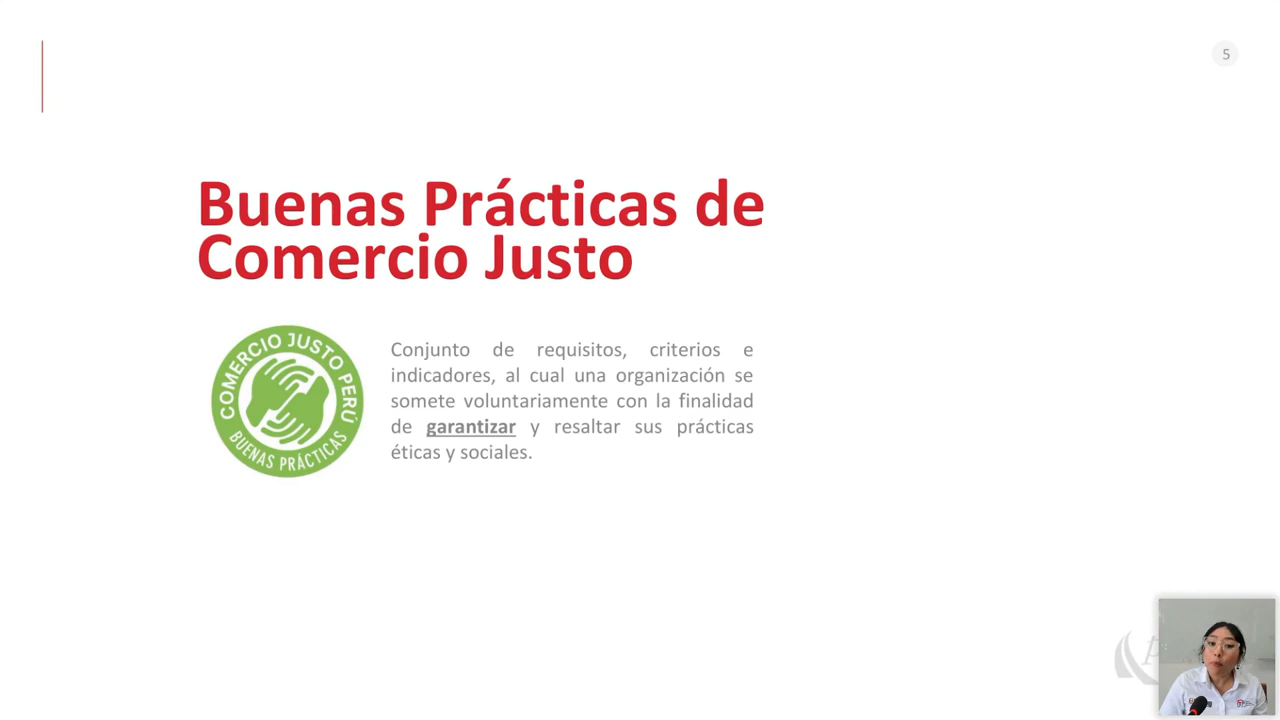 5
Buenas Prácticas de
Comercio Justo
COMERCIO JUSTO PERÚ
BUENAS PRÁCTICAS
Conjunto de requisitos, criterios e
indicadores, al cual una organización se
somete voluntariamente con la finalidad
de garantizar y resaltar sus prácticas
éticas y sociales.